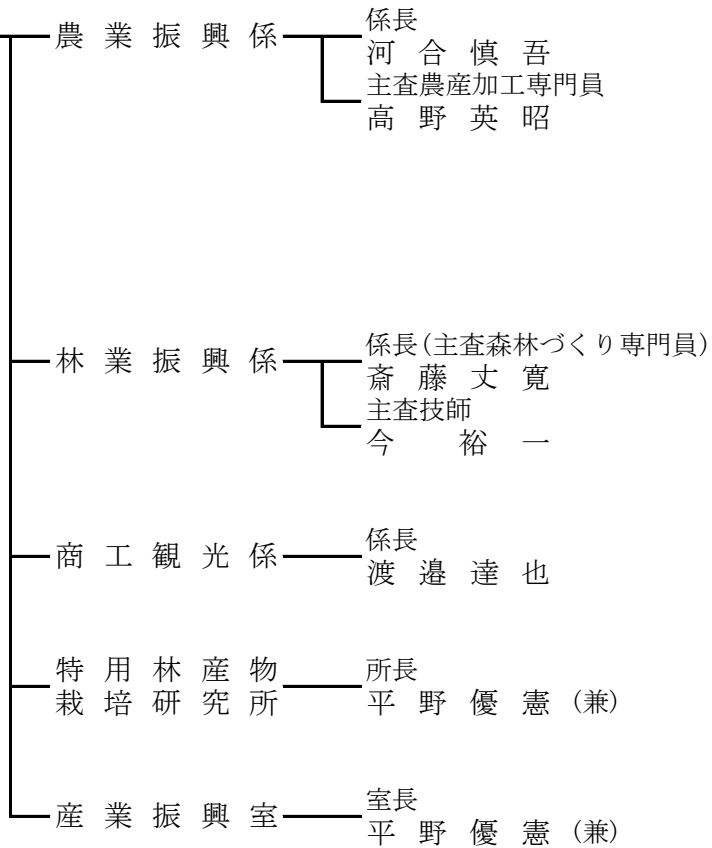 農業振興係
係長
河合慎吾
主査農産加工専門員
高野英昭
林業振興係
係長(主査森林づくり専門員)
斎藤丈寛
主査技師
今　裕一
商工観光係
係長
渡邉達也
特用林産物
栽培研究所
所長
平野優憲(兼)
産業振興室
室長
平野優憲(兼)